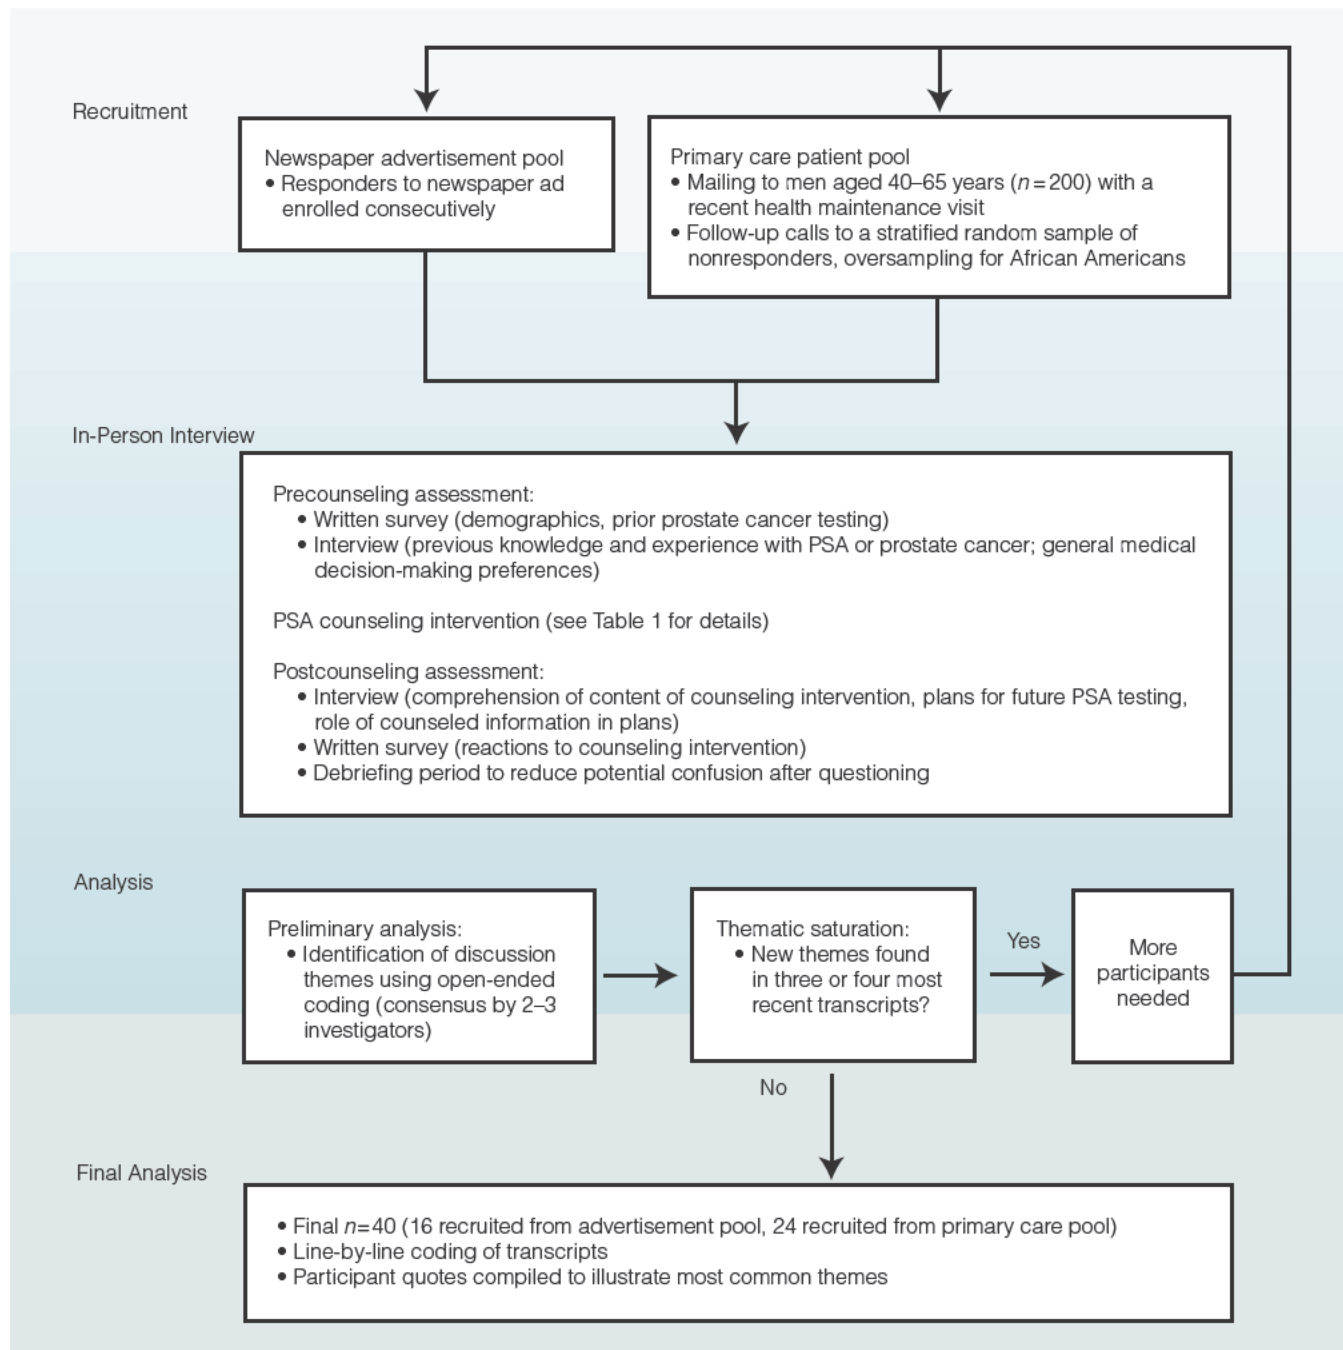 Recruitment
Newspaper advertisement pool
• Responders to newspaper ad
enrolled consecutively
Primary care patient pool
• Mailing to men aged 40–65 years (n=200) with a
recent health maintenance visit
• Follow-up calls to a stratified random sample of
nonresponders, oversampling for African Americans
In-Person Interview
Precounseling assessment:
• Written survey (demographics, prior prostate cancer testing)
• Interview (previous knowledge and experience with PSA or prostate cancer; general medical
decision-making preferences)
PSA counseling intervention (see Table 1 for details)
Postcounseling assessment:
• Interview (comprehension of content of counseling intervention, plans for future PSA testing,
role of counseled information in plans)
• Written survey (reactions to counseling intervention)
• Debriefing period to reduce potential confusion after questioning
Analysis
Preliminary analysis:
• Identification of discussion
themes using open-ended
coding (consensus by 2–3
investigators)
Thematic saturation:
• New themes found
in three or four most
recent transcripts?
Yes
More
participants
needed
No
Final Analysis
• Final n=40 (16 recruited from advertisement pool, 24 recruited from primary care pool)
• Line-by-line coding of transcripts
• Participant quotes compiled to illustrate most common themes